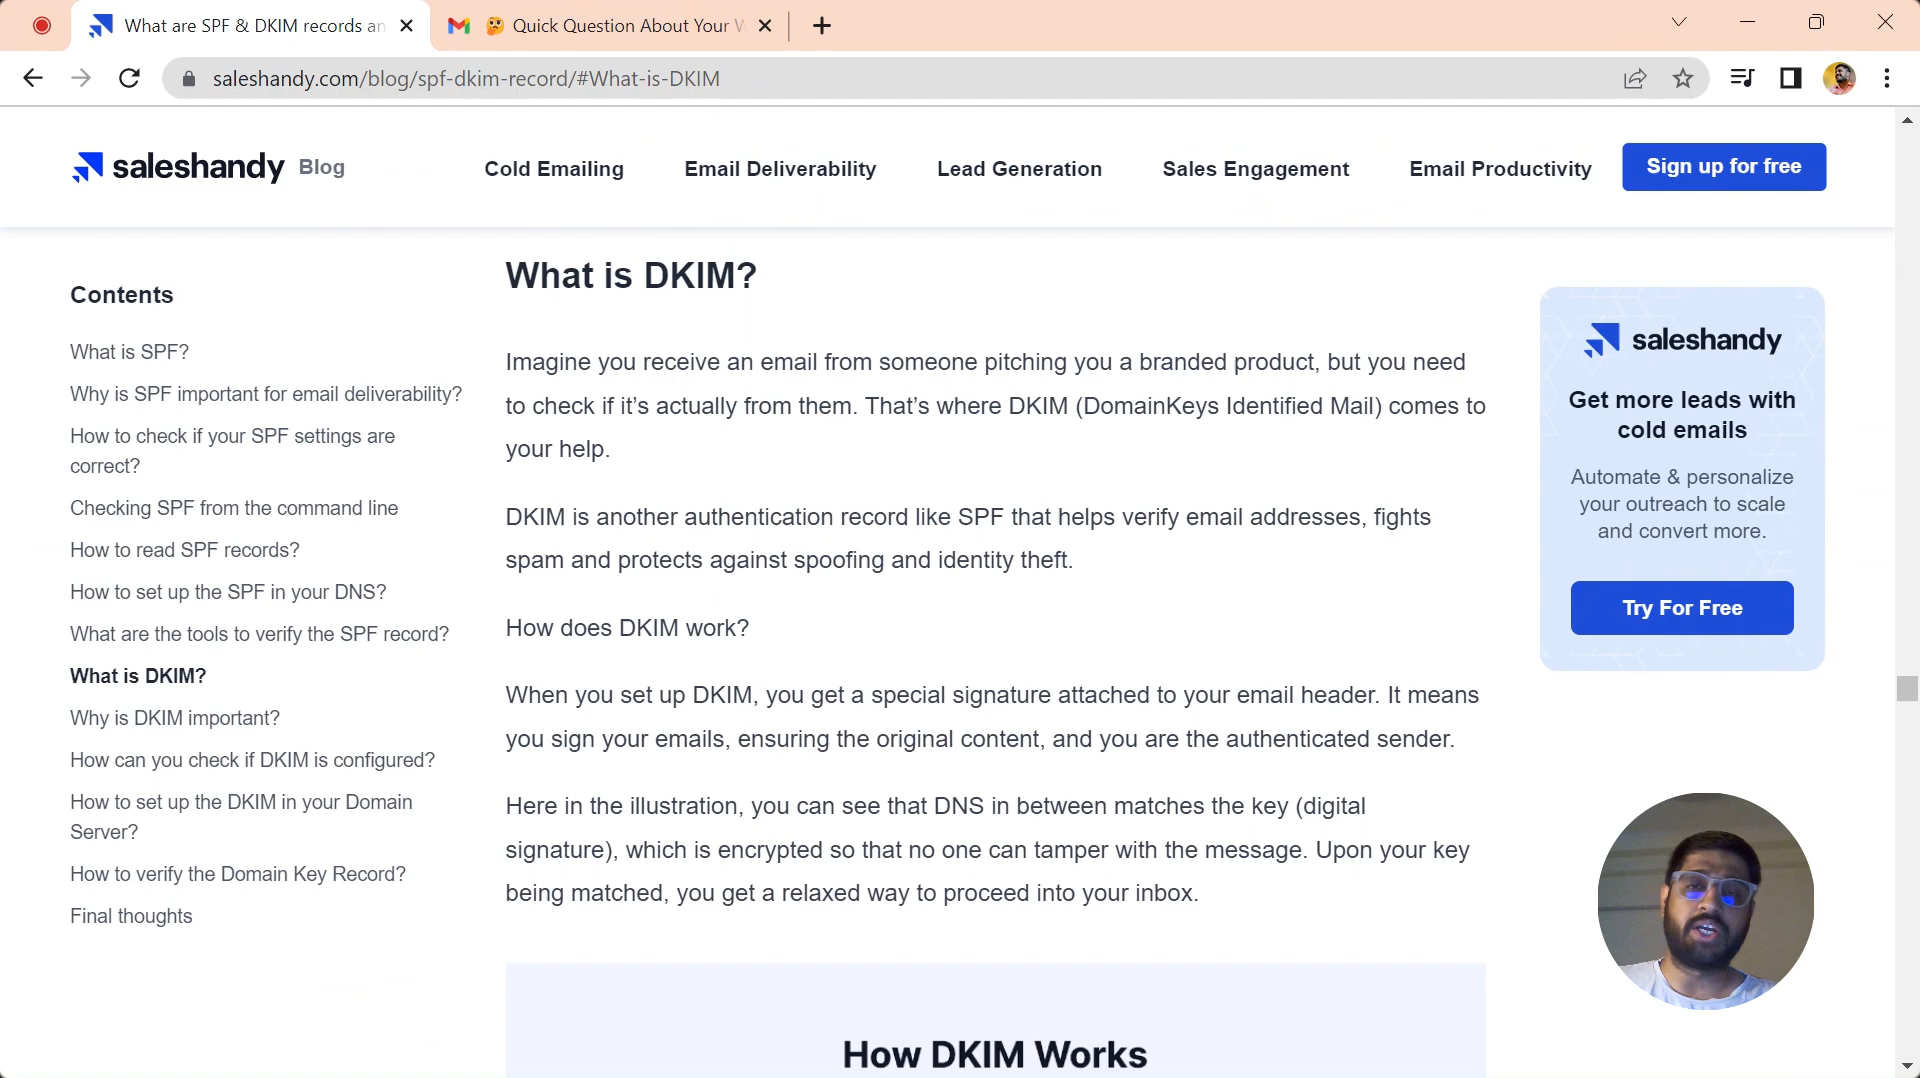 What are SPF & DKIM records an
Quick Question About Your W
saleshandy.com/blog/spf-dkim-record/#What-is-DKIM
saleshandy Blog
Cold Emailing
Email Deliverability
Lead Generation
Sales Engagement
Email Productivity
Sign up for free
Contents
What is SPF?
Why is SPF important for email deliverability?
How to check if your SPF settings are
correct?
Checking SPF from the command line
How to read SPF records?
How to set up the SPF in your DNS?
What are the tools to verify the SPF record?
What is DKIM?
Why is DKIM important?
How can you check if DKIM is configured?
How to set up the DKIM in your Domain
Server?
How to verify the Domain Key Record?
Final thoughts
What is DKIM?
Imagine you receive an email from someone pitching you a branded product, but you need
to check if it’s actually from them. That’s where DKIM (DomainKeys Identified Mail) comes to
your help.
DKIM is another authentication record like SPF that helps verify email addresses, fights
spam and protects against spoofing and identity theft.
How does DKIM work?
When you set up DKIM, you get a special signature attached to your email header. It means
you sign your emails, ensuring the original content, and you are the authenticated sender.
Here in the illustration, you can see that DNS in between matches the key (digital
signature), which is encrypted so that no one can tamper with the message. Upon your key
being matched, you get a relaxed way to proceed into your inbox.
How DKIM Works
saleshandy
Get more leads with
cold emails
Automate & personalize
your outreach to scale
and convert more.
Try For Free